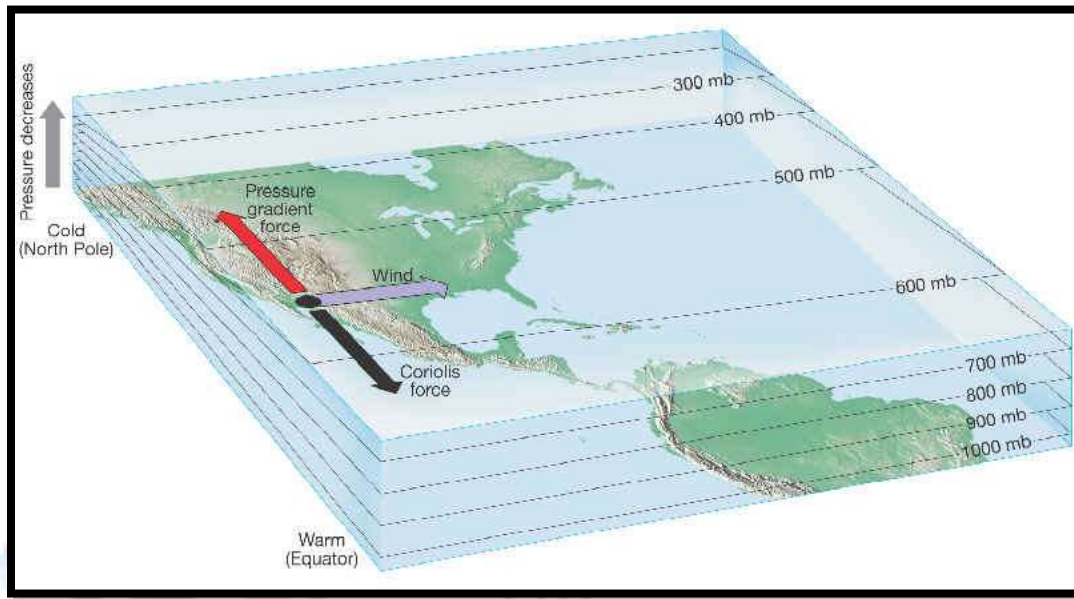 Pressure decreases
Cold
(North Pole)
Pressure
gradient
force
Wind
Coriolis
force
Warm
(Equator)
300 mb
400 mb
500 mb
600 mb
700 mb
800 mb
900 mb
1000 mb